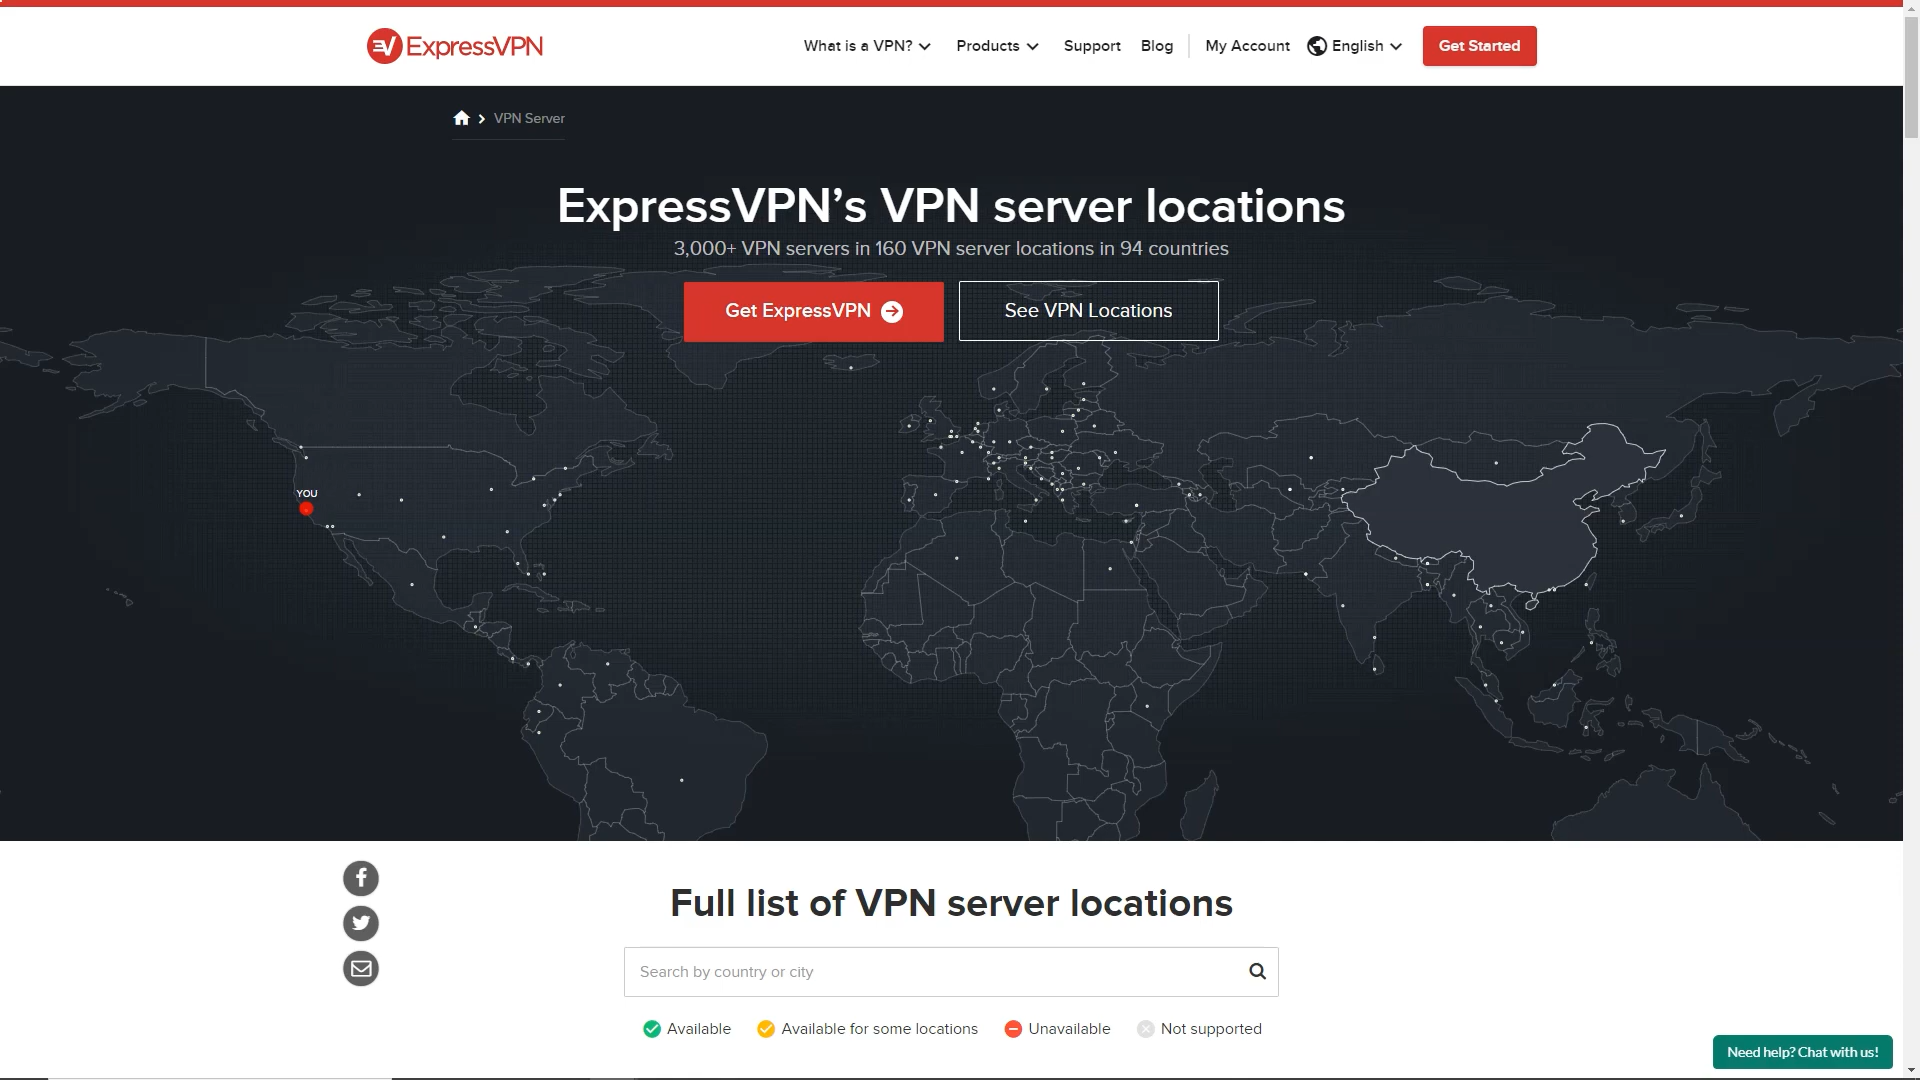 ExpressVPN
What is a VPN? Products Support Blog My Account English Get Started
VPN Server
ExpressVPN’s VPN server locations
3,000+ VPN servers in 160 VPN server locations in 94 countries
Get ExpressVPN See VPN Locations
YOU
Full list of VPN server locations
Search by country or city
Available Available for some locations Unavailable Not supported
Need help? Chat with us!